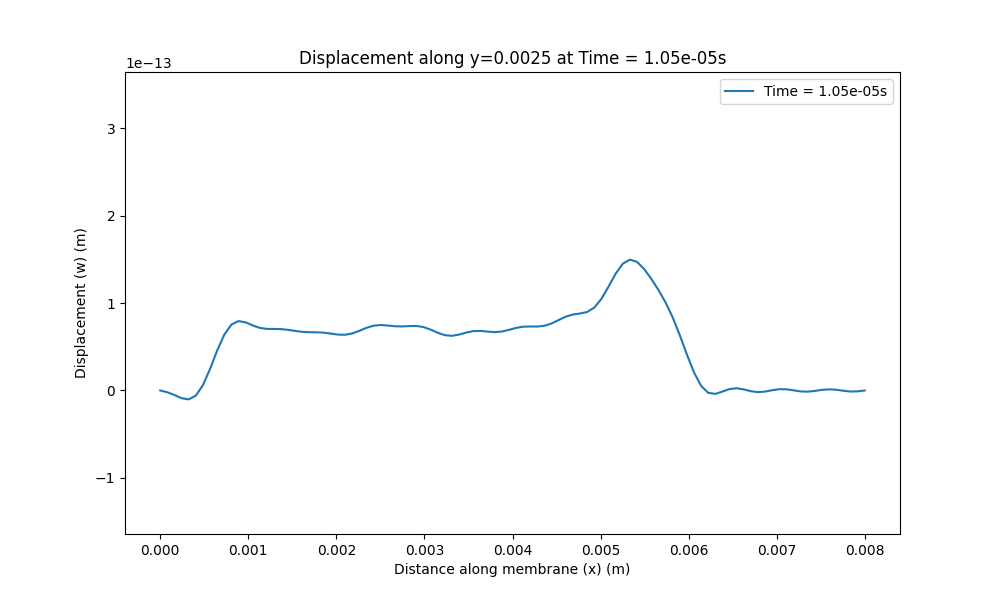 Displacement along y=0.0025 at Time = 1.05e-05s
1e−13
Time = 1.05e-05s
3
2
1
0
−1
Displacement (w) (m)
0.000 0.001 0.002 0.003 0.004 0.005 0.006 0.007 0.008
Distance along membrane (x) (m)